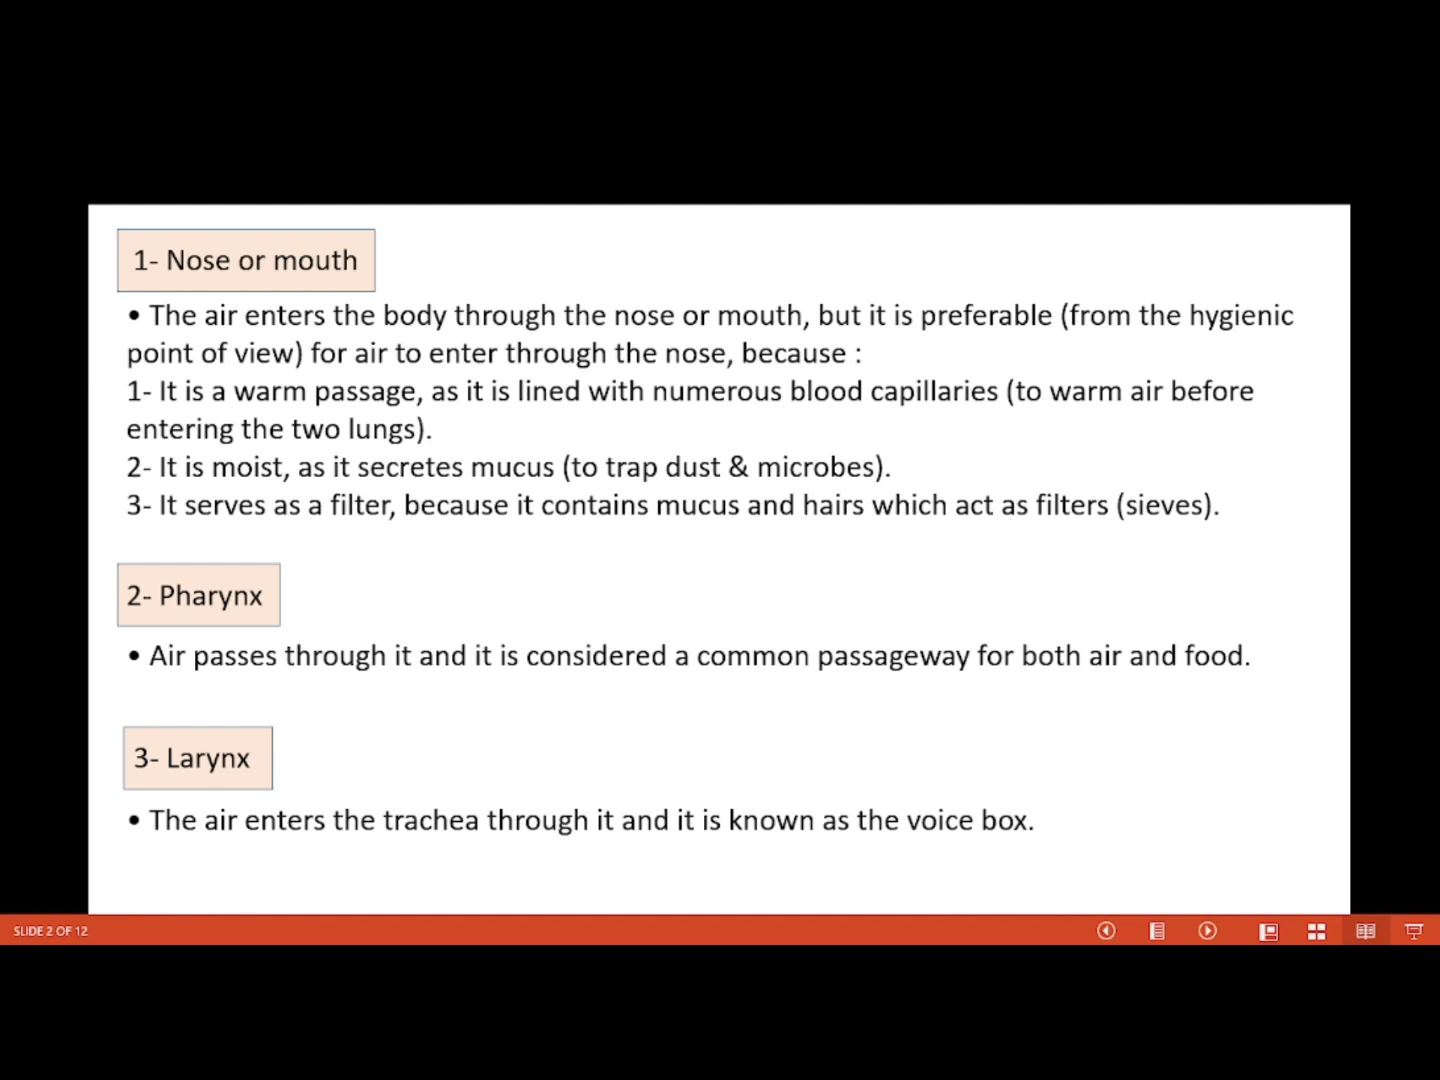 1- Nose or mouth
• The air enters the body through the nose or mouth, but it is preferable (from the hygienic
point of view) for air to enter through the nose, because :
1- It is a warm passage, as it is lined with numerous blood capillaries (to warm air before
entering the two lungs).
2- It is moist, as it secretes mucus (to trap dust & microbes).
3- It serves as a filter, because it contains mucus and hairs which act as filters (sieves).
2- Pharynx
• Air passes through it and it is considered a common passageway for both air and food.
3- Larynx
• The air enters the trachea through it and it is known as the voice box.
SLIDE 2 OF 12